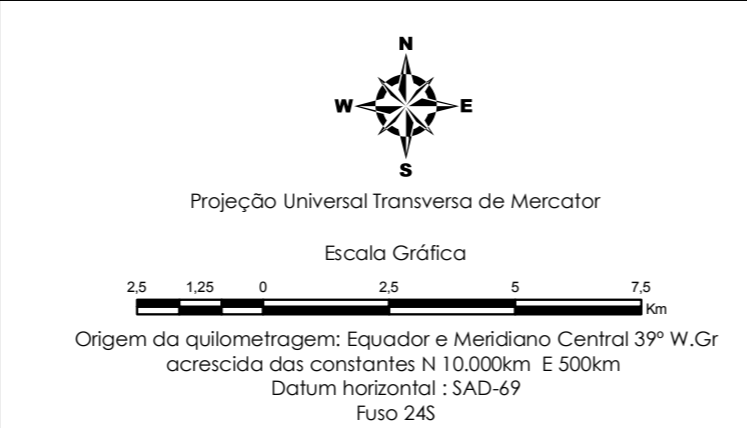 N
W E
S
Projeção Universal Transversa de Mercator
Escala Gráfica
2,5 1,25 0 2,5 5 7,5
Km
Origem da quilometragem: Equador e Meridiano Central 39º W.Gr
acrescida das constantes N 10.000km E 500km
Datum horizontal : SAD-69
Fuso 24S